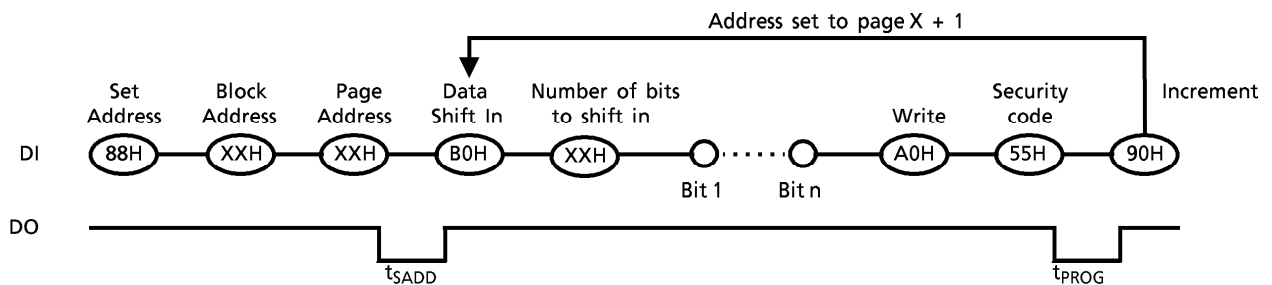 Address set to page X + 1
Set Address
Block Address
Page Address
Data Shift In
Number of bits to shift in
Write
Security code
Increment
DI
88H
XXH
XXH
B0H
XXH
Bit 1
Bit n
A0H
55H
90H
DO
tSADD
tPROG